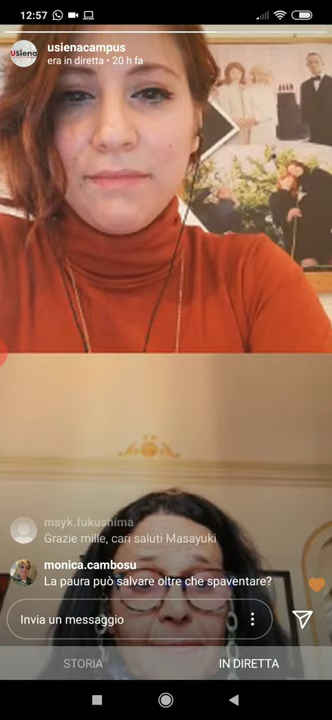 12:57
USiena
usienacampus
era in diretta • 20 h fa
msyk.fukushima
Grazie mille, cari saluti Masayuki
monica.cambosu
La paura può salvare oltre che spaventare?
Invia un messaggio
STORIA
IN DIRETTA